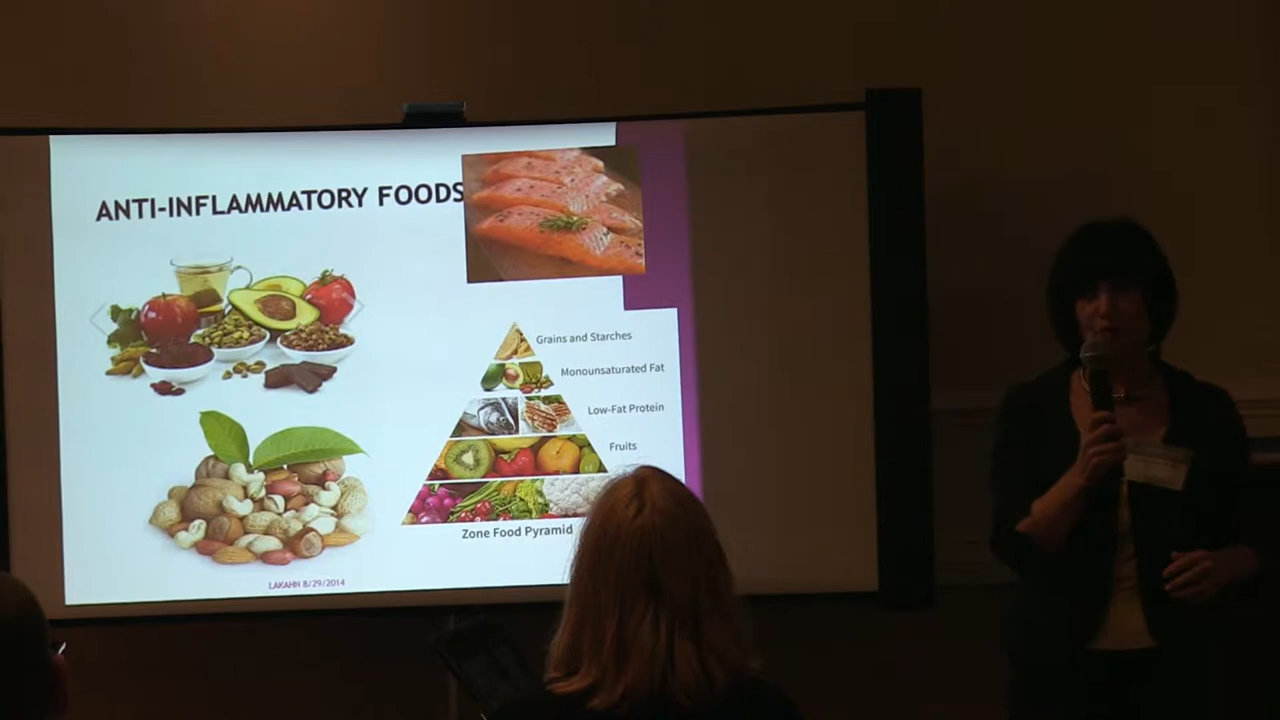 ANTI-INFLAMMATORY FOODS
Grains and Starches
Monounsaturated Fat
Low-Fat Protein
Fruits
Zone Food Pyramid
LAKAHN 8/29/2014